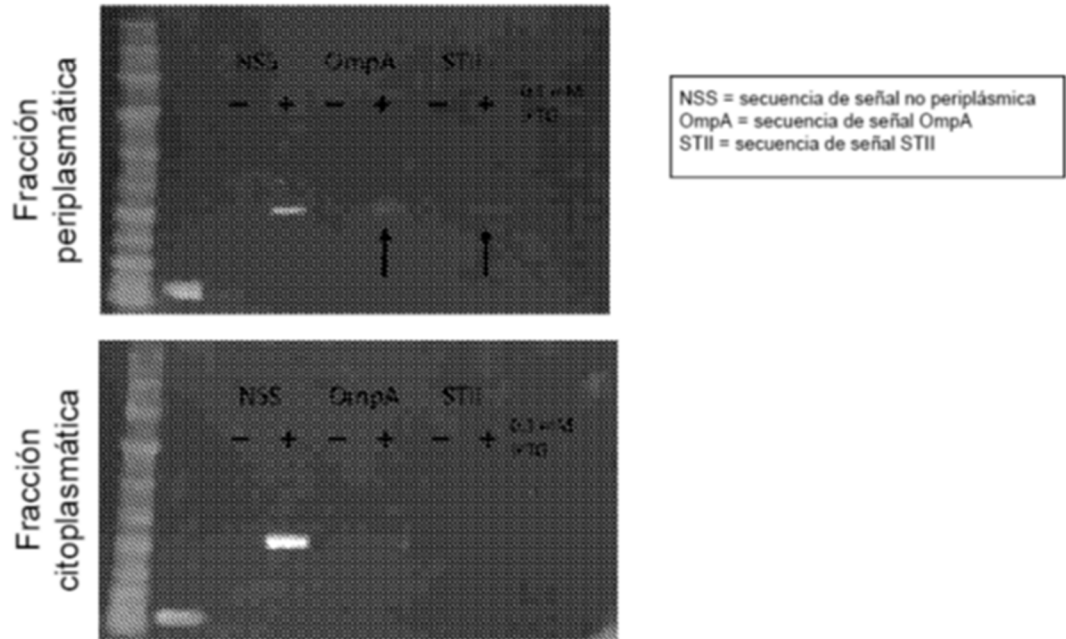 Fracción
periplasmática
NSS OmpA STII
− + − + − +
NSS = secuencia de señal no periplásmica
OmpA = secuencia de señal OmpA
STII = secuencia de señal STII
Fracción
citoplasmática
NSS OmpA STII
− + − + − +